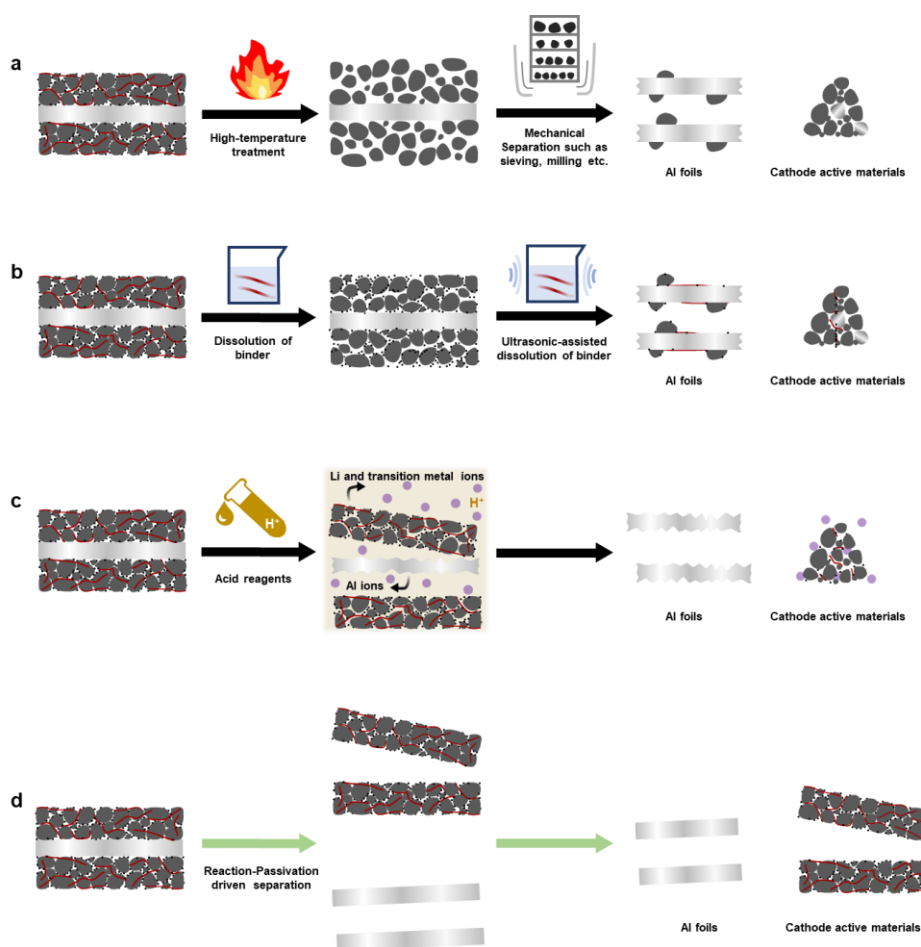 a
High-temperature
treatment
Mechanical
Separation such as
sieving, milling etc.
Al foils
Cathode active materials
b
Dissolution of
binder
Ultrasonic-assisted
dissolution of binder
Al foils
Cathode active materials
c
H⁺
Acid reagents
Li and transition metal ions
H⁺
Al ions
Al foils
Cathode active materials
d
Reaction-Passivation
driven separation
Al foils
Cathode active materials